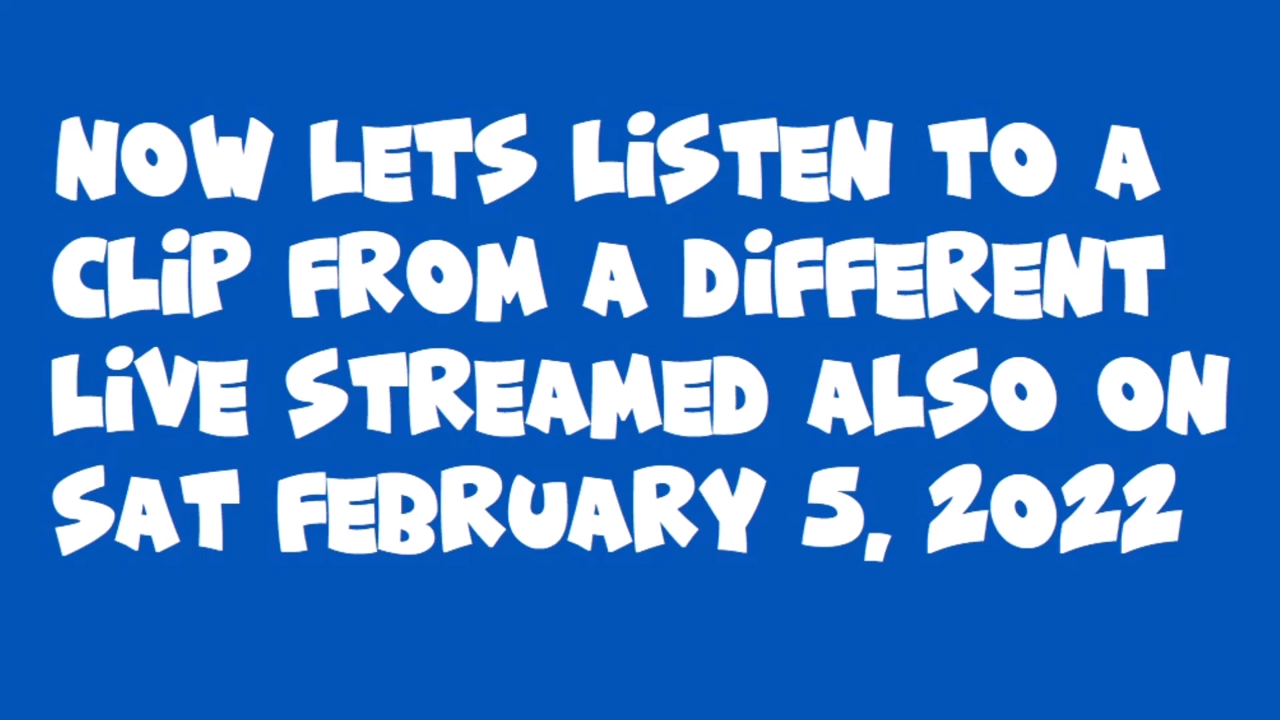 NOW LETS LISTEN TO A
CLIP FROM A DIFFERENT
LIVE STREAMED ALSO ON
SAT FEBRUARY 5, 2022